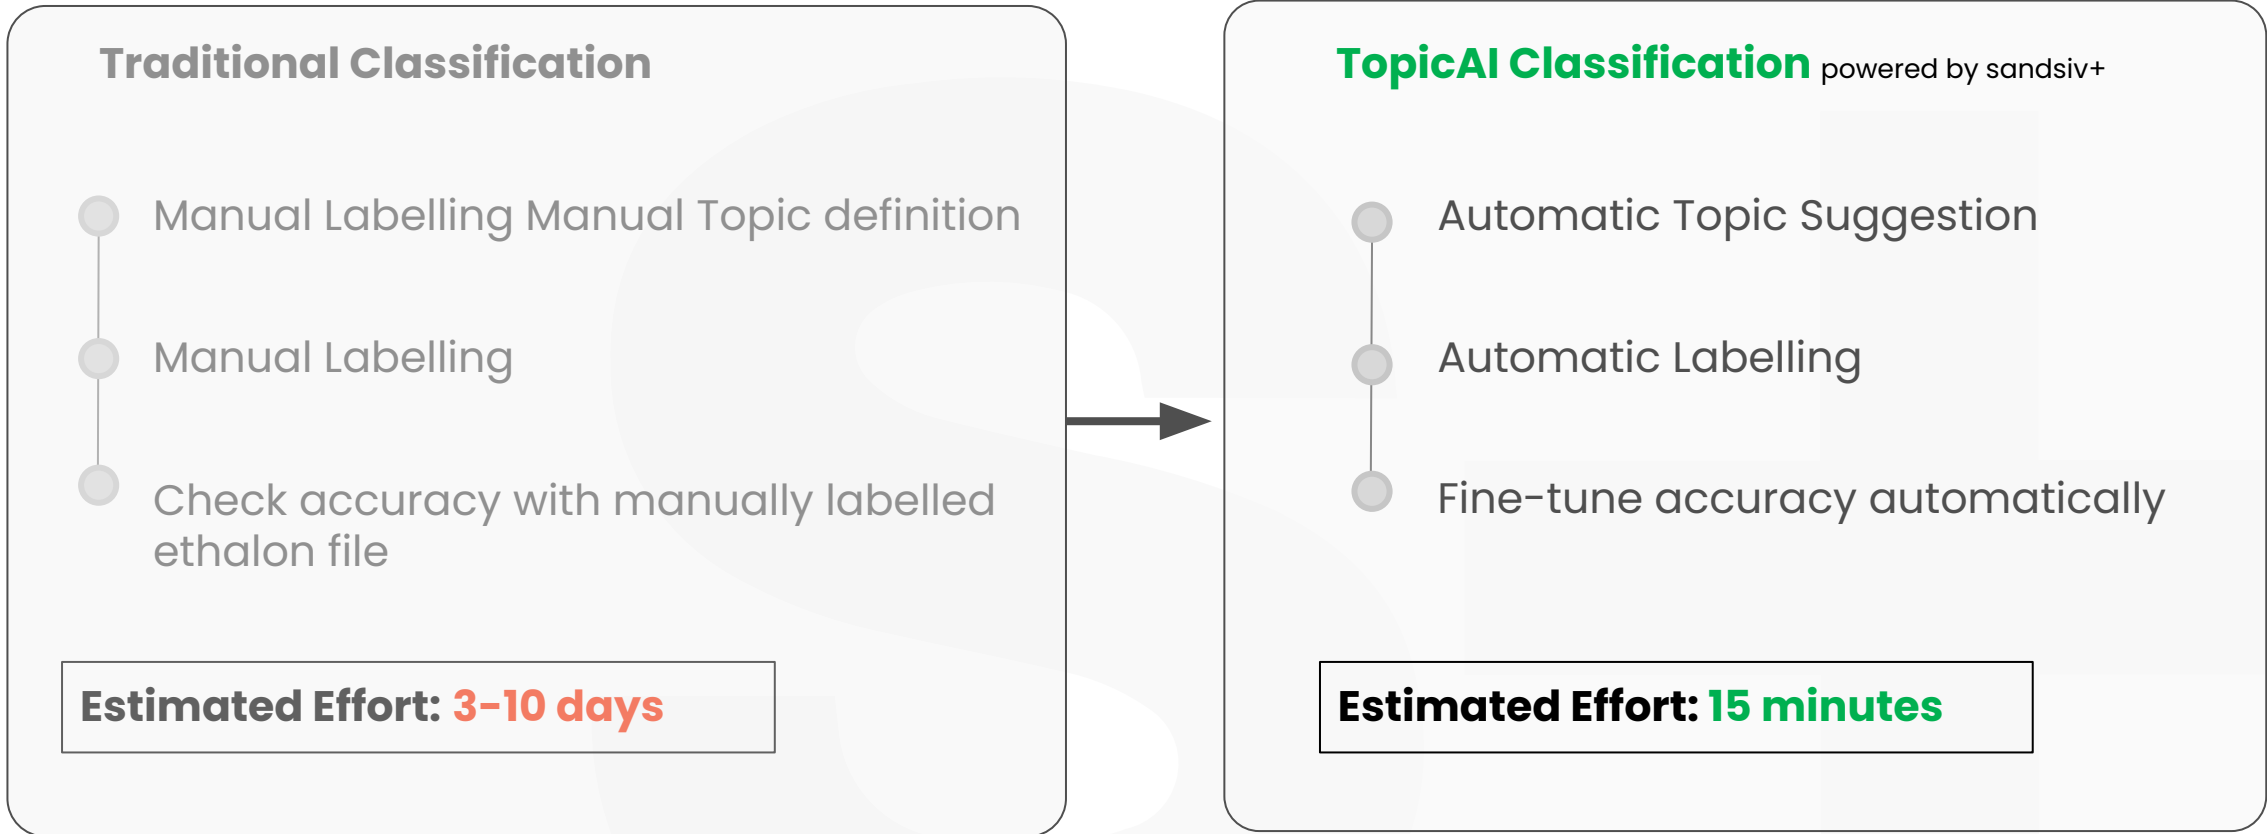 Traditional Classification
Manual Labelling Manual Topic definition
Manual Labelling
Check accuracy with manually labelled
ethalon file
Estimated Effort: 3-10 days
TopicAI Classification powered by sandsiv+
Automatic Topic Suggestion
Automatic Labelling
Fine-tune accuracy automatically
Estimated Effort: 15 minutes